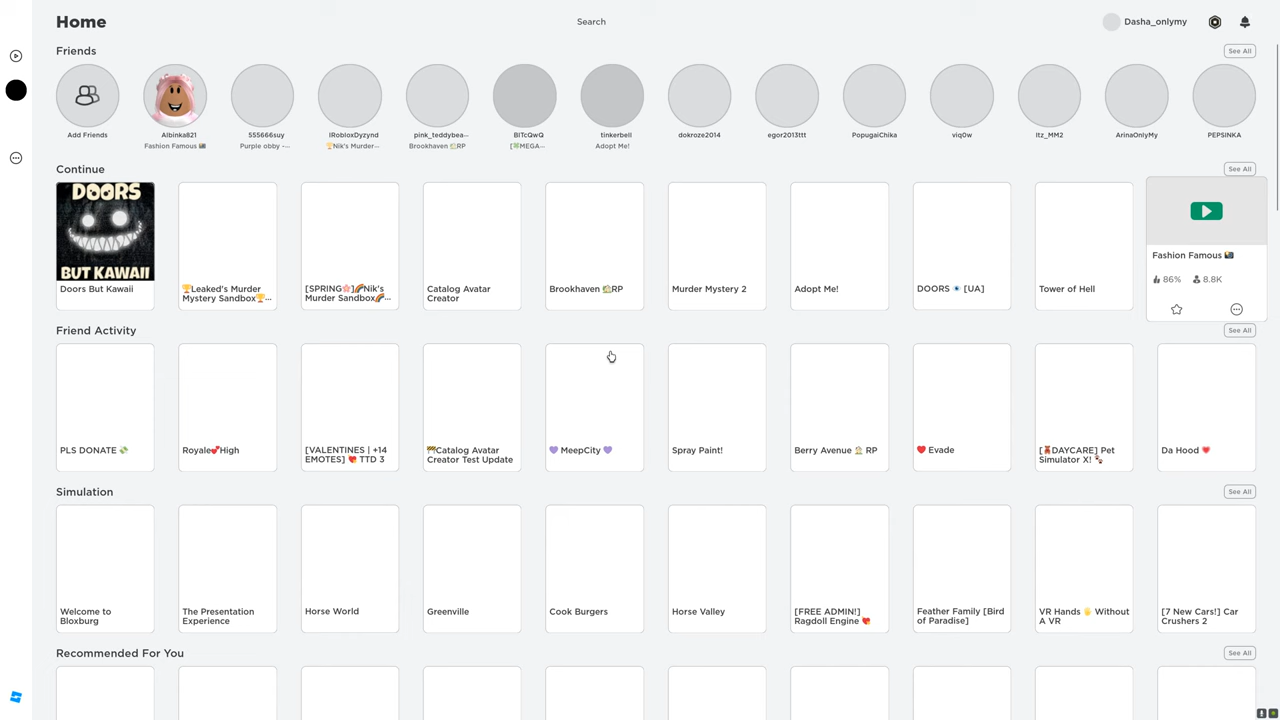 Home
Search
Dasha_onlymy
Friends
See All
Add Friends
Albinka821
Fashion Famous 📸
555666suy
Purple obby -...
IRobloxDyzynd
🏆Nik's Murder...
pink_teddybea...
Brookhaven 🏡RP
BITcQwQ
[🌟MEGA...
tinkerbell
Adopt Me!
dokroze2014
egor2013ttt
PopugaiChika
viq0w
Itz_MM2
ArinaOnlyMy
PEPSINKA
Continue
See All
DOORS
BUT KAWAII
Doors But Kawaii
🏆Leaked's Murder
Mystery Sandbox🏆...
[SPRING🌸]🌈Nik's
Murder Sandbox🌈...
Catalog Avatar
Creator
Brookhaven 🏡RP
Murder Mystery 2
Adopt Me!
DOORS 👁️ [UA]
Tower of Hell
Fashion Famous 📸
86%
8.8K
Friend Activity
See All
PLS DONATE 💸
Royale💕High
[VALENTINES | +14
EMOTES] 💘 TTD 3
🚧Catalog Avatar
Creator Test Update
💜 MeepCity 💜
Spray Paint!
Berry Avenue 🏠 RP
❤️ Evade
[🧸DAYCARE] Pet
Simulator X! 🐾
Da Hood 💗
Simulation
See All
Welcome to
Bloxburg
The Presentation
Experience
Horse World
Greenville
Cook Burgers
Horse Valley
[FREE ADMIN!]
Ragdoll Engine 💘
Feather Family [Bird
of Paradise]
VR Hands 🖐️ Without
A VR
[7 New Cars!] Car
Crushers 2
Recommended For You
See All